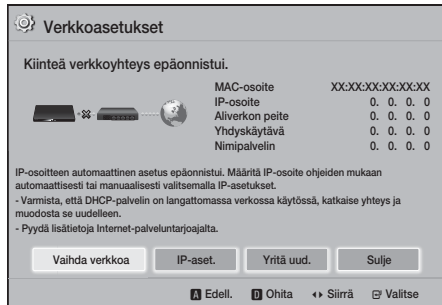 Verkkoasetukset
Kiinteä verkkoyhteys epäonnistui.
MAC-osoite XX:XX:XX:XX:XX:XX
IP-osoite 0. 0. 0. 0
Aliverkon peite 0. 0. 0. 0
Yhdyskäytävä 0. 0. 0. 0
Nimipalvelin 0. 0. 0. 0
IP-osoitteen automaattinen asetus epäonnistui. Määritä IP-osoite ohjeiden mukaan
automaattisesti tai manuaalisesti valitsemalla IP-asetukset.
- Varmista, että DHCP-palvelin on langattomassa verkossa käytössä, katkaise yhteys ja
muodosta se uudelleen.
- Pyydä lisätietoja Internet-palveluntarjoajalta.
Vaihda verkkoa IP-aset. Yritä uud. Sulje
A Edell. D Ohita Siirrä Valitse